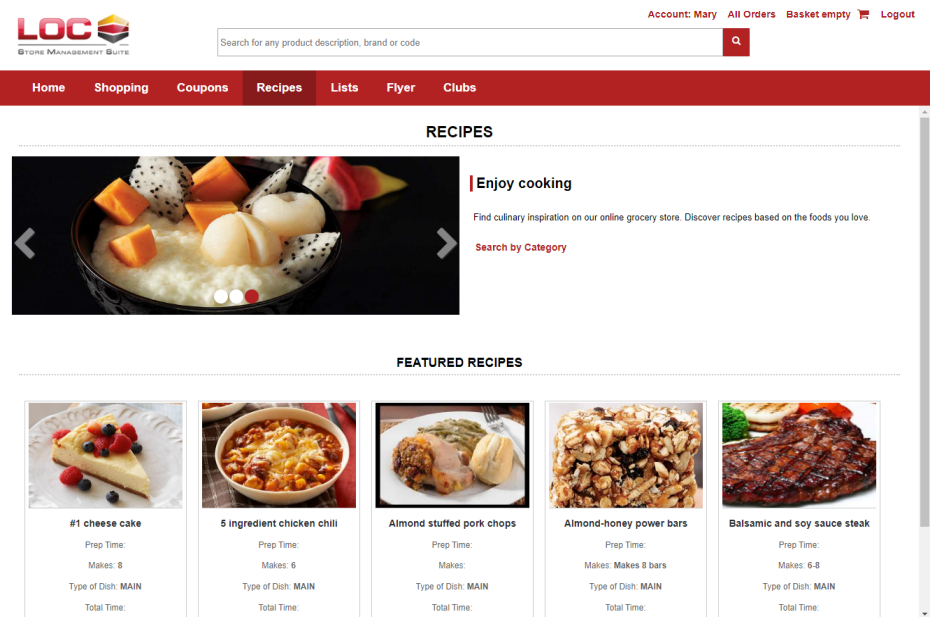 LOC
STORE MANAGEMENT SUITE
Account: Mary All Orders Basket empty Logout
Search for any product description, brand or code
Home Shopping Coupons Recipes Lists Flyer Clubs
RECIPES
Enjoy cooking
Find culinary inspiration on our online grocery store. Discover recipes based on the foods you love.
Search by Category
FEATURED RECIPES
#1 cheese cake
Prep Time:
Makes: 8
Type of Dish: MAIN
Total Time:
5 ingredient chicken chili
Prep Time:
Makes: 6
Type of Dish: MAIN
Total Time:
Almond stuffed pork chops
Prep Time:
Makes:
Type of Dish: MAIN
Total Time:
Almond-honey power bars
Prep Time:
Makes: Makes 8 bars
Type of Dish: MAIN
Total Time:
Balsamic and soy sauce steak
Prep Time:
Makes: 6-8
Type of Dish: MAIN
Total Time: